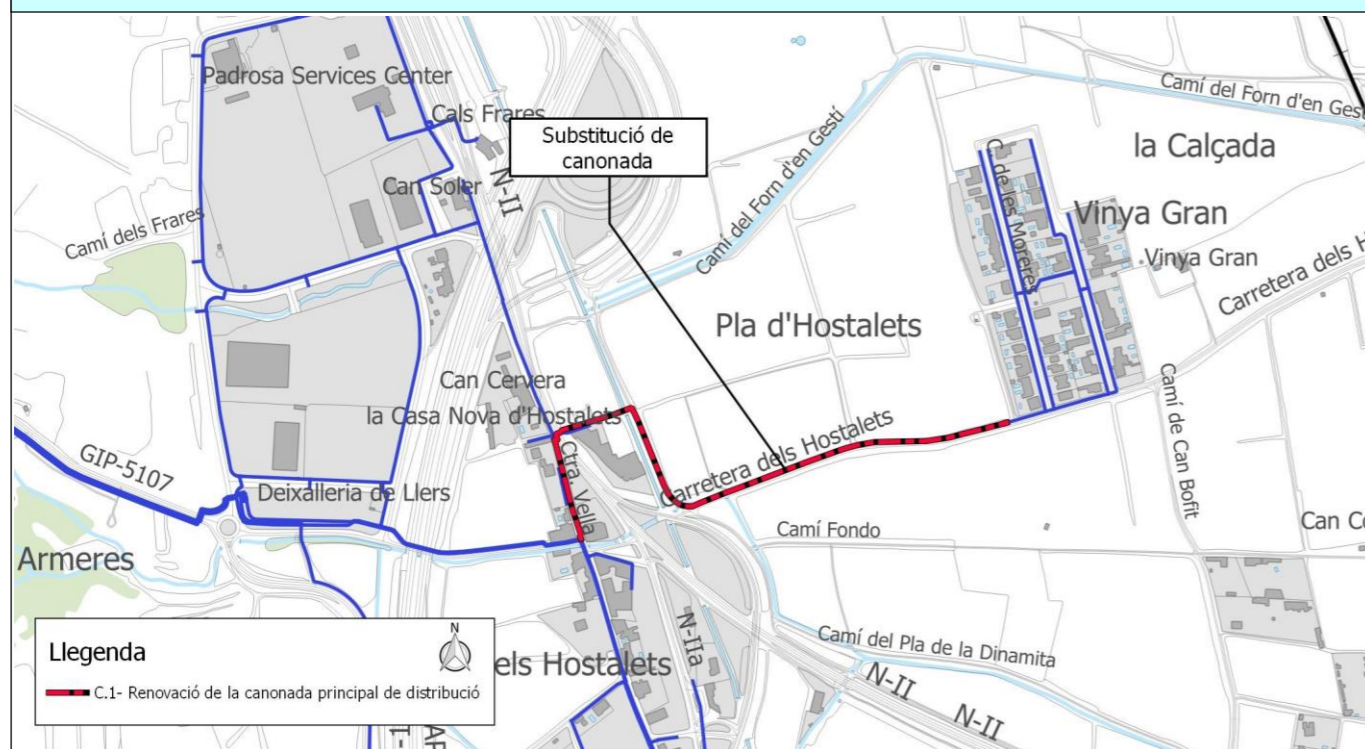 Padrosa Services Center
Cals Frares
Substitució de
canonada
N-II
Camí del Forn d'en Gestí
Camí del Forn d'en Gestí
la Calçada
C. de les Moreres
Vinya Gran
Vinya Gran
Can Soler
Camí dels Frares
Carretera dels H
Pla d'Hostalets
Can Cervera
la Casa Nova d'Hostalets
Ctra. Vella
Carretera dels Hostalets
Camí de Can Bofit
GIP-5107
Deixalleria de Llers
Camí Fondo
Can Co
Armeres
Camí del Pla de la Dinamita
N-IIa
els Hostalets
N-II
N-II
Llegenda
N
C.1- Renovació de la canonada principal de distribució